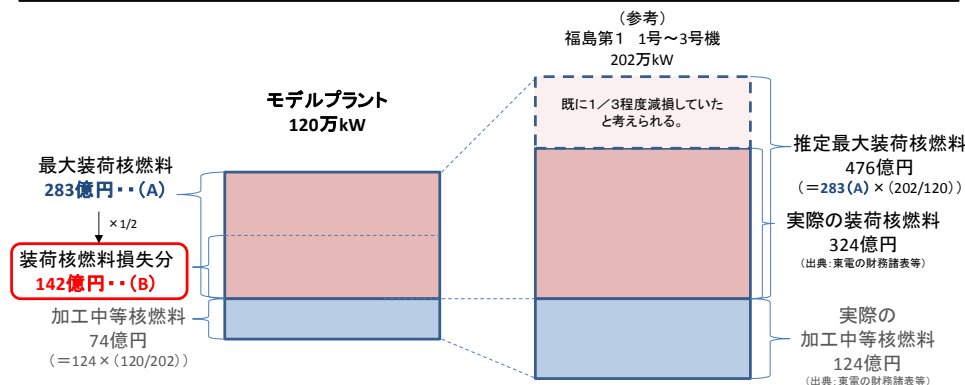 （参考）
福島第1　1号～3号機
202万kW
既に1／3程度減損していた
と考えられる。
モデルプラント
120万kW
最大装荷核燃料
283億円・・（A）
×1/2
装荷核燃料損失分
142億円・・（B）
加工中等核燃料
74億円
（＝124×（120/202））
推定最大装荷核燃料
476億円
（＝283（A）×（202/120））
実際の装荷核燃料
324億円
（出典：東電の財務諸表等）
実際の
加工中等核燃料
124億円
（出典：東電の財務諸表等）